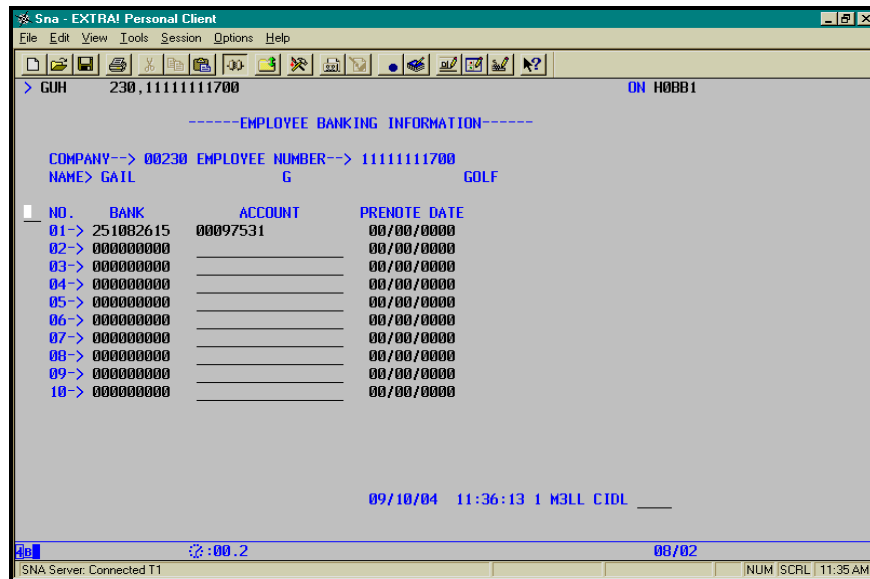 Sna - EXTRA! Personal Client
File Edit View Tools Session Options Help
> GUH 230,11111111700 ON H0BB1
------EMPLOYEE BANKING INFORMATION------
COMPANY--> 00230 EMPLOYEE NUMBER--> 11111111700
NAME> GAIL G GOLF
NO. BANK ACCOUNT PRENOTE DATE
01-> 251082615 00097531 00/00/0000
02-> 000000000 00/00/0000
03-> 000000000 00/00/0000
04-> 000000000 00/00/0000
05-> 000000000 00/00/0000
06-> 000000000 00/00/0000
07-> 000000000 00/00/0000
08-> 000000000 00/00/0000
09-> 000000000 00/00/0000
10-> 000000000 00/00/0000
09/10/04 11:36:13 1 M3LL CIDL ____
4B :00.2 08/02
SNA Server: Connected T1 NUM SCRL 11:35 AM